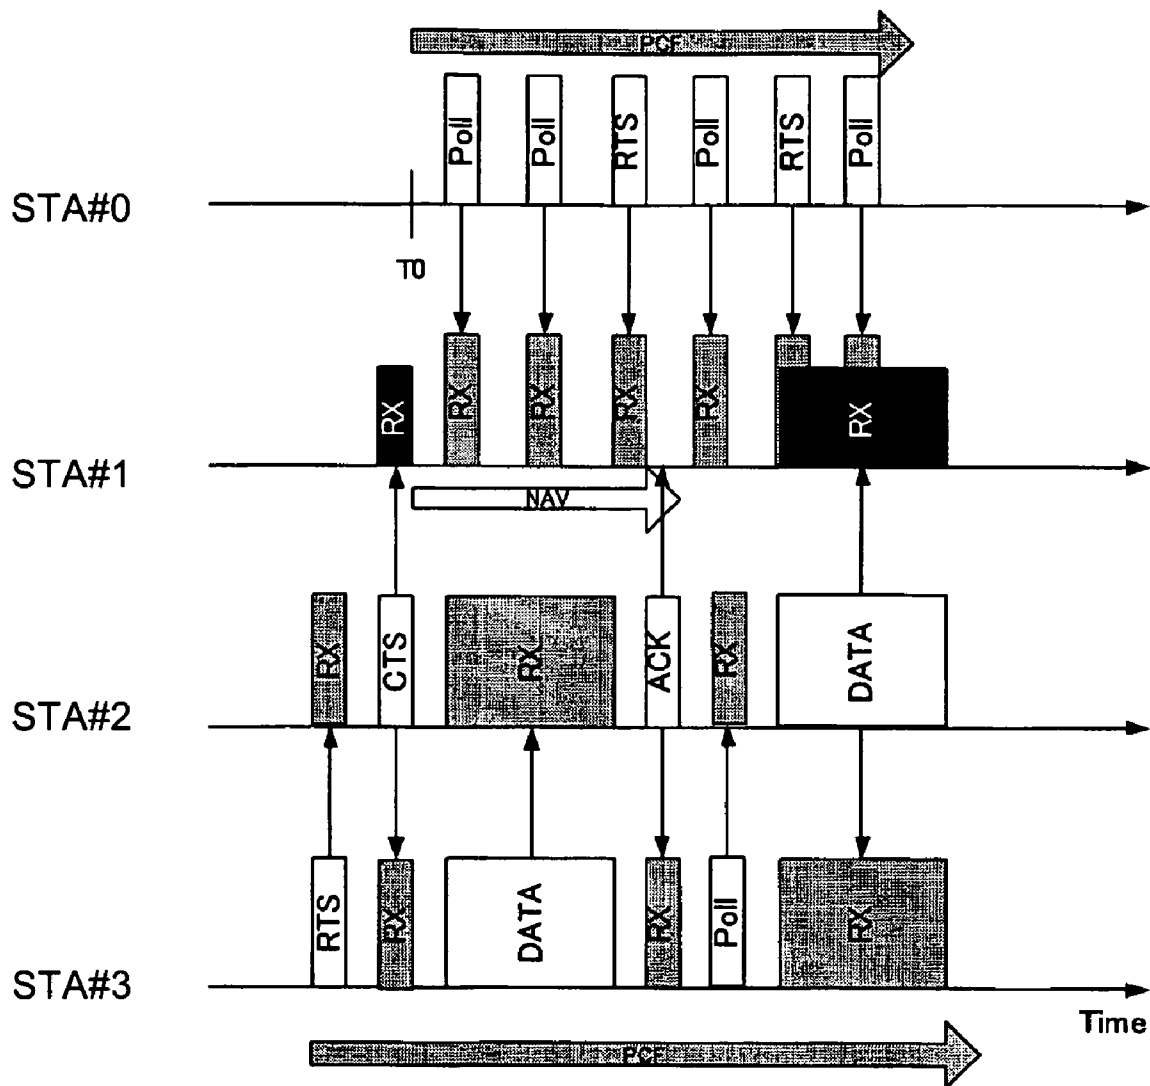 PCF
Poll Poll RTS Poll RTS Poll
STA#0
T0
RX RX RX RX RX RX
STA#1
NAV
RX CTS RX ACK RX DATA
STA#2
RTS RX DATA RX Poll RX
STA#3
Time
PCF